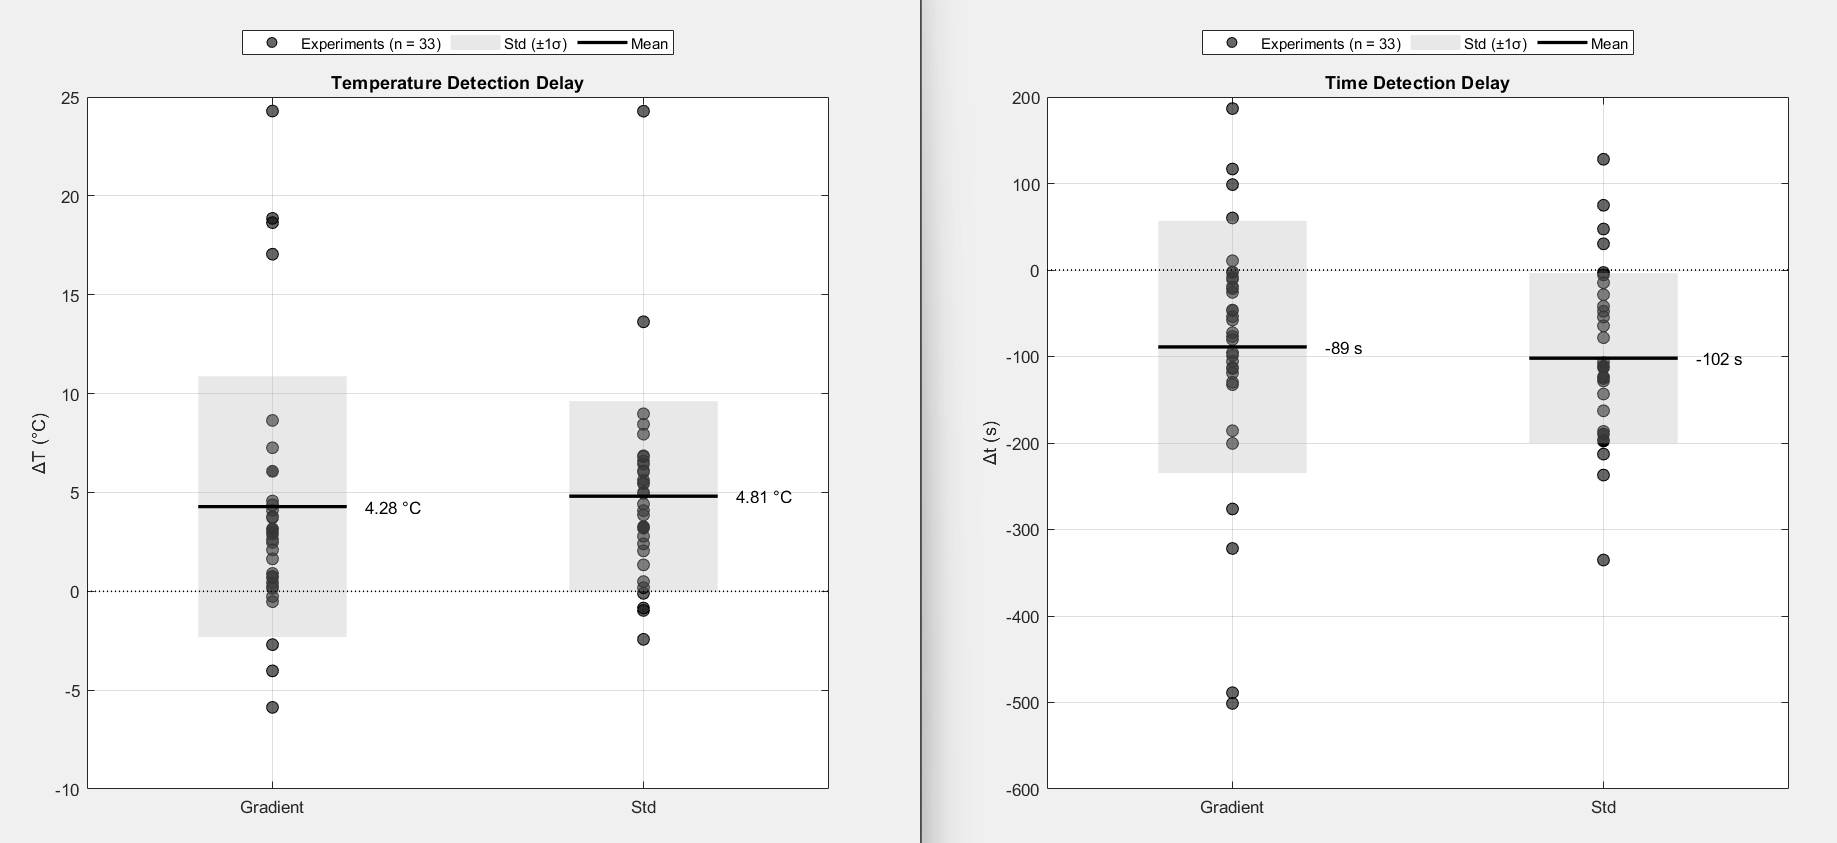 Experiments (n = 33) Std (±1σ) Mean
Temperature Detection Delay
25
20
15
10
5
0
-5
-10
ΔT (°C)
4.28 °C
4.81 °C
Gradient
Std
Experiments (n = 33) Std (±1σ) Mean
Time Detection Delay
200
100
0
-100
-200
-300
-400
-500
-600
Δt (s)
-89 s
-102 s
Gradient
Std